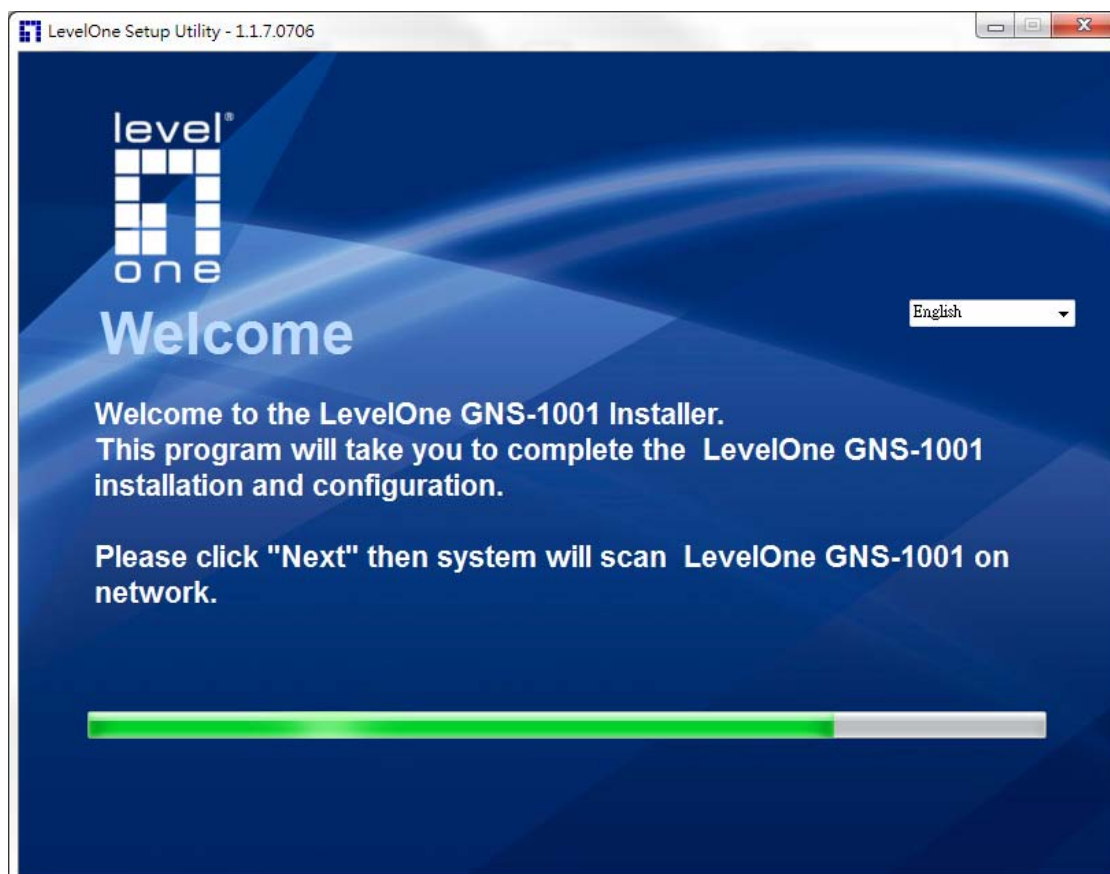 LevelOne Setup Utility - 1.1.7.0706
level®
one
Welcome
English
Welcome to the LevelOne GNS-1001 Installer.
This program will take you to complete the  LevelOne GNS-1001
installation and configuration.
Please click "Next" then system will scan  LevelOne GNS-1001 on
network.